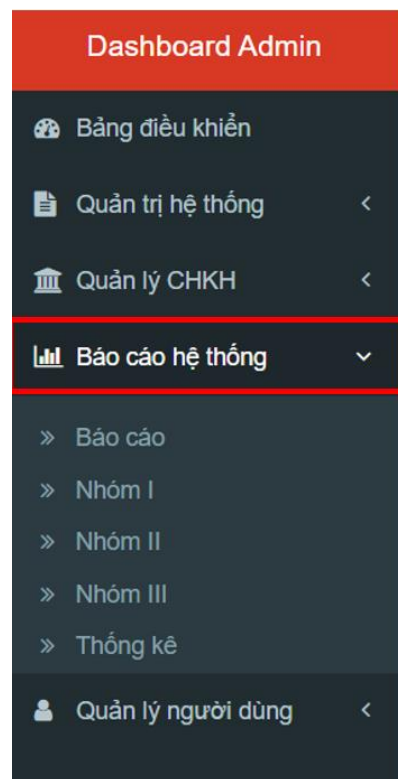 Dashboard Admin
Bảng điều khiển
Quản trị hệ thống
Quản lý CHKH
Báo cáo hệ thống
Báo cáo
Nhóm I
Nhóm II
Nhóm III
Thống kê
Quản lý người dùng